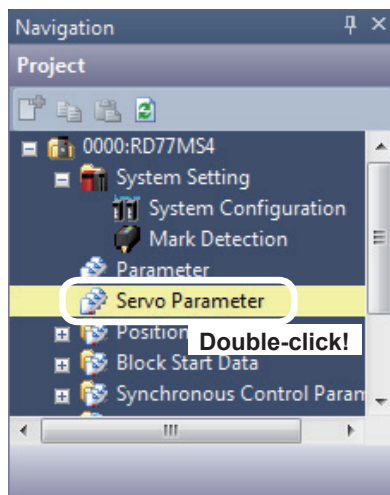 Navigation
Project
0000:RD77MS4
System Setting
System Configuration
Mark Detection
Parameter
Servo Parameter
Position
Double-click!
Block Start Data
Synchronous Control Param